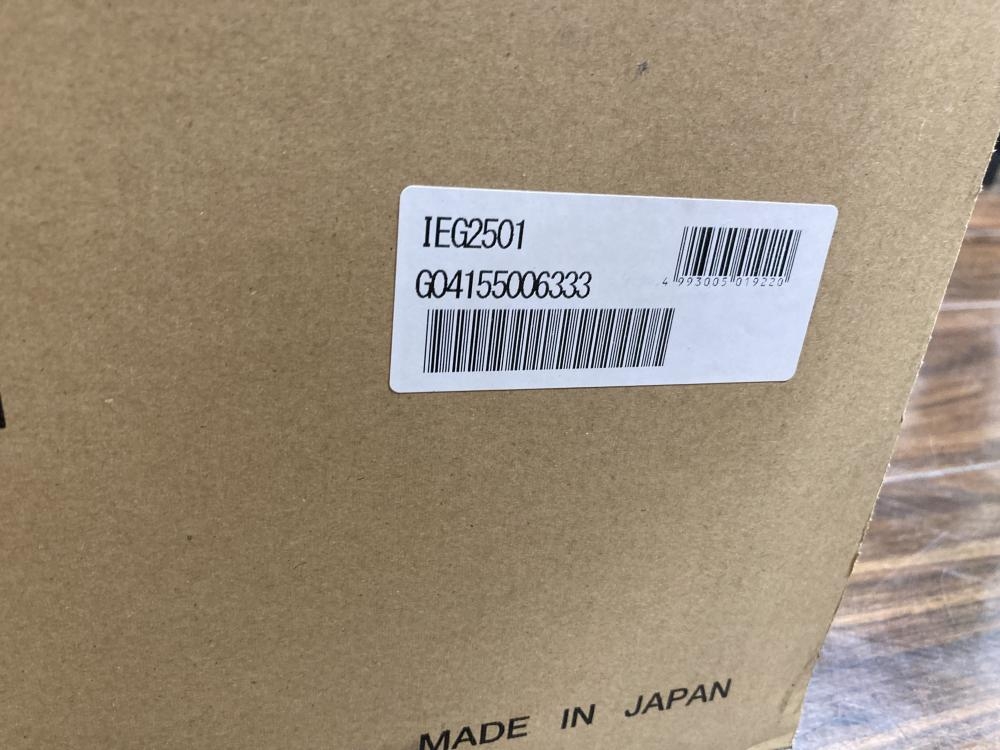 IEG2501
G04155006333
4 993005 019220
MADE IN JAPAN